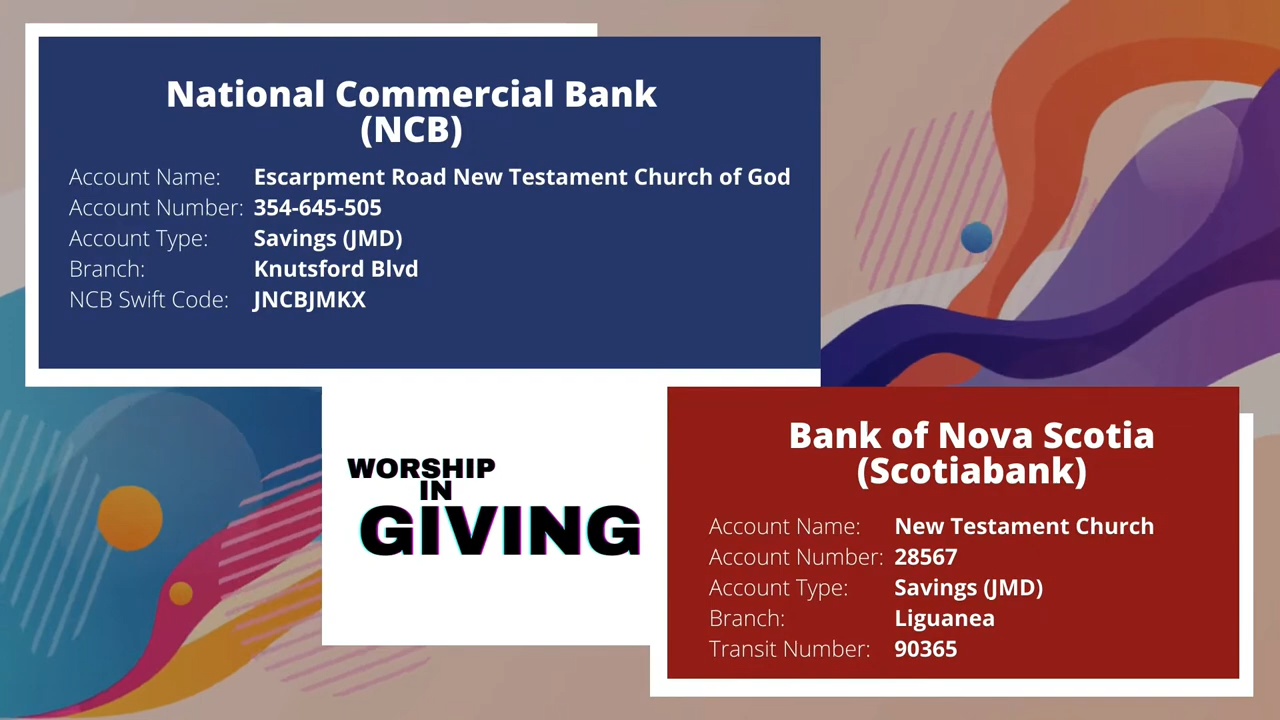 National Commercial Bank
(NCB)
Account Name: Escarpment Road New Testament Church of God
Account Number: 354-645-505
Account Type: Savings (JMD)
Branch: Knutsford Blvd
NCB Swift Code: JNCBJMKX
WORSHIP
IN
GIVING
Bank of Nova Scotia
(Scotiabank)
Account Name: New Testament Church
Account Number: 28567
Account Type: Savings (JMD)
Branch: Liguanea
Transit Number: 90365